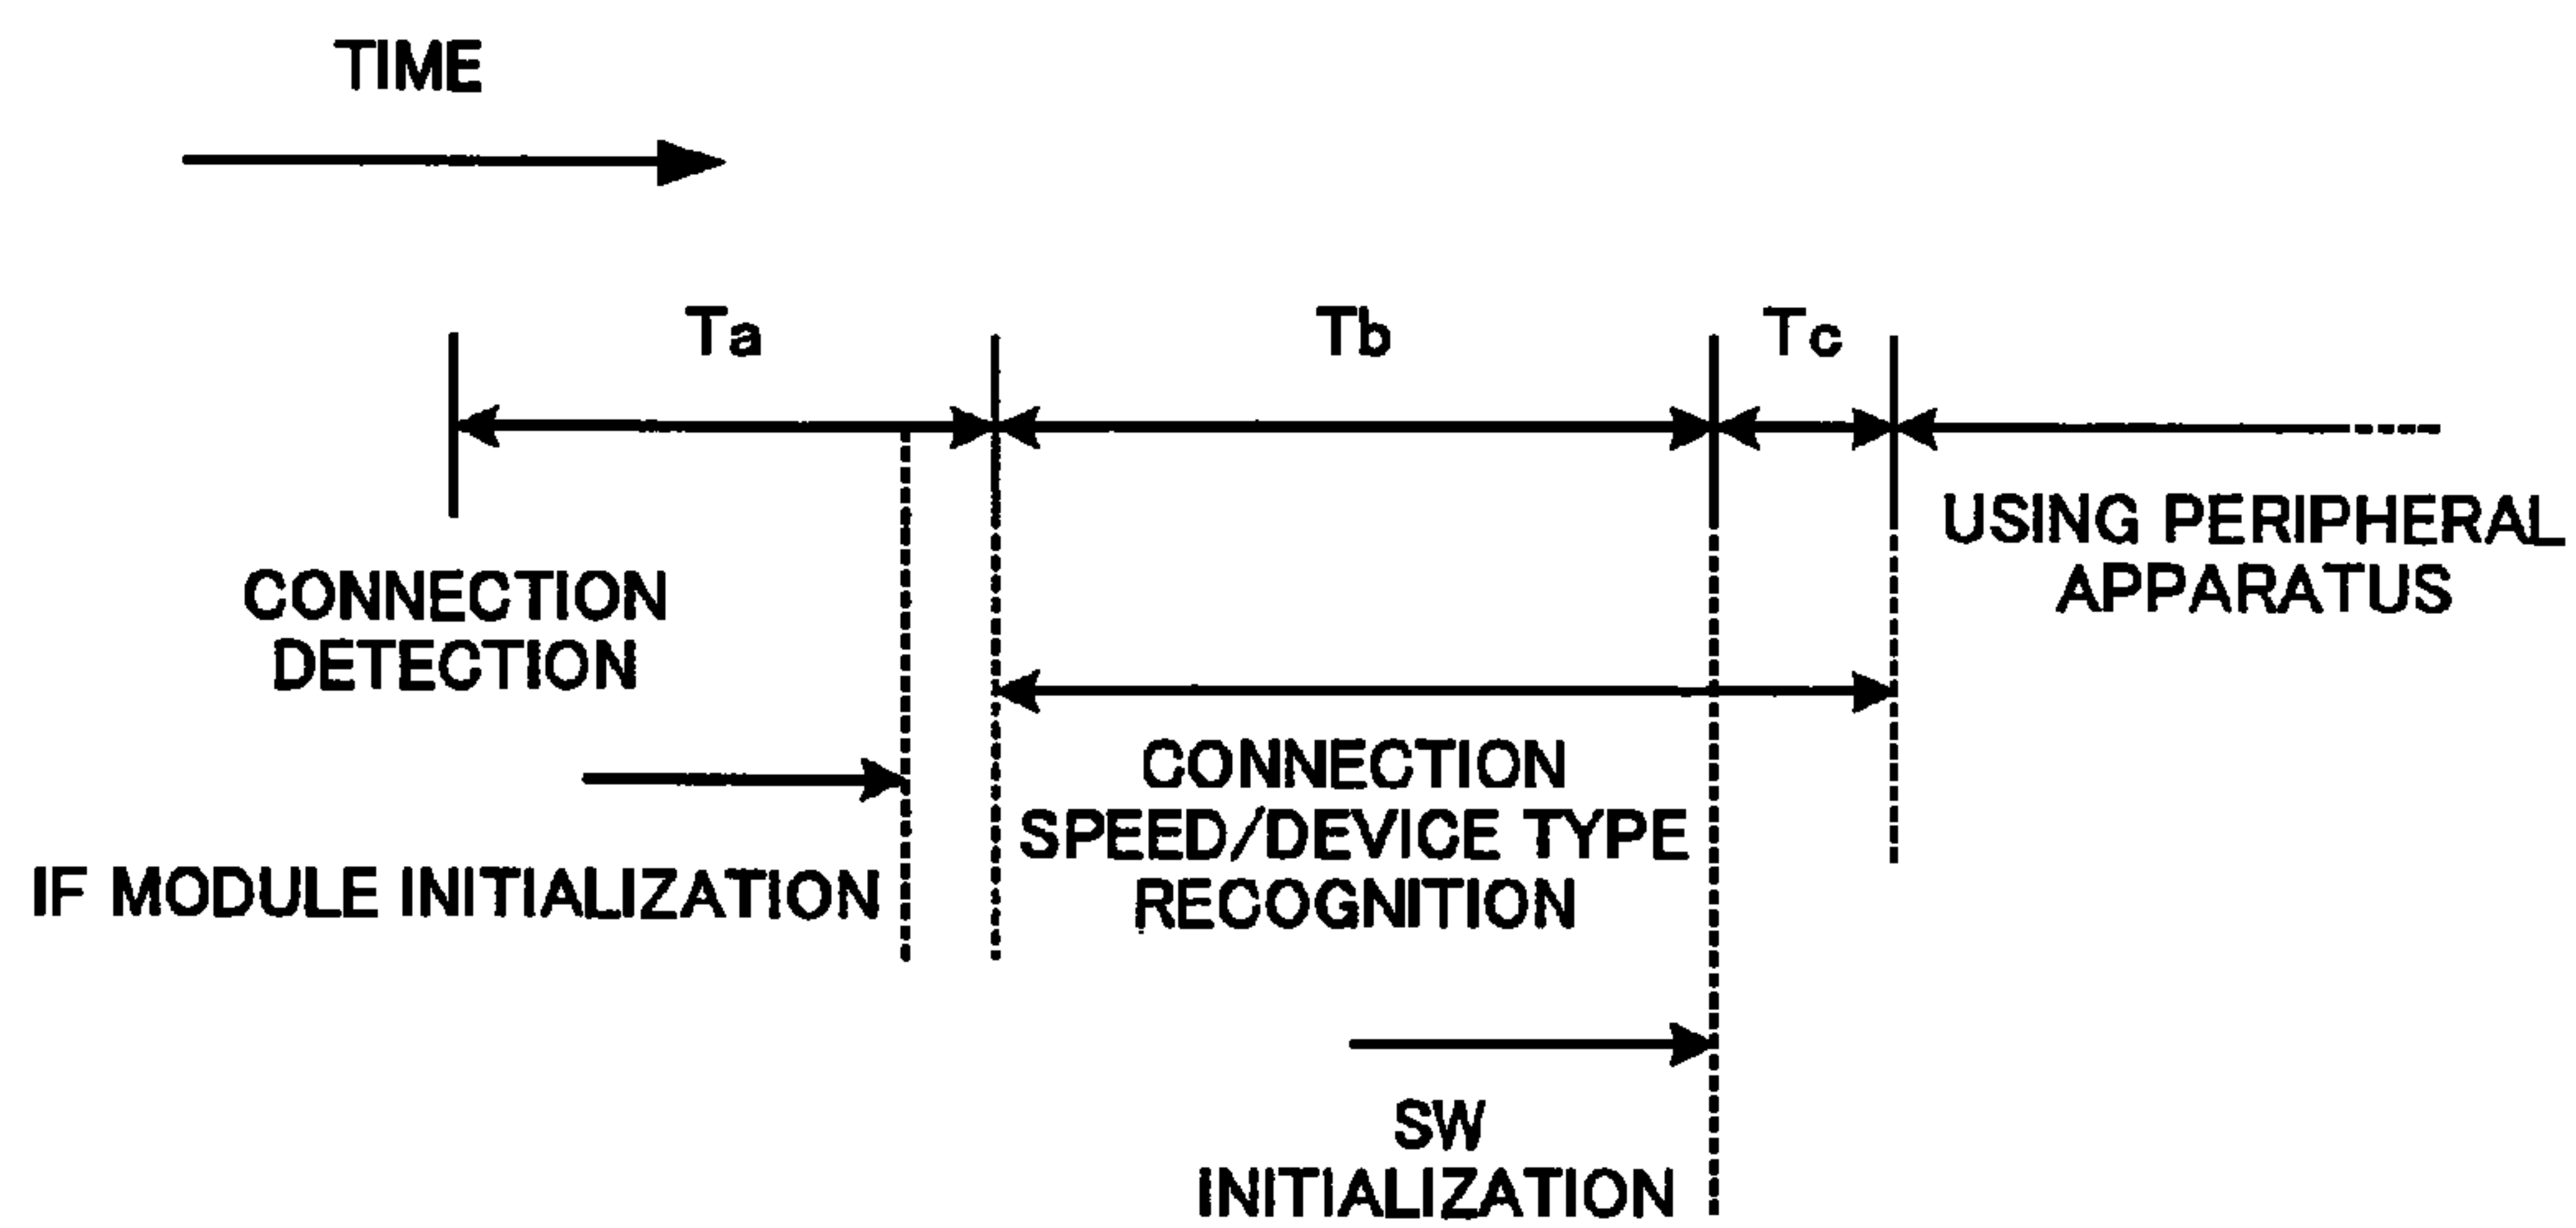 TIME
Ta
Tb
Tc
CONNECTION
DETECTION
USING PERIPHERAL
APPARATUS
IF MODULE INITIALIZATION
CONNECTION
SPEED/DEVICE TYPE
RECOGNITION
SW
INITIALIZATION